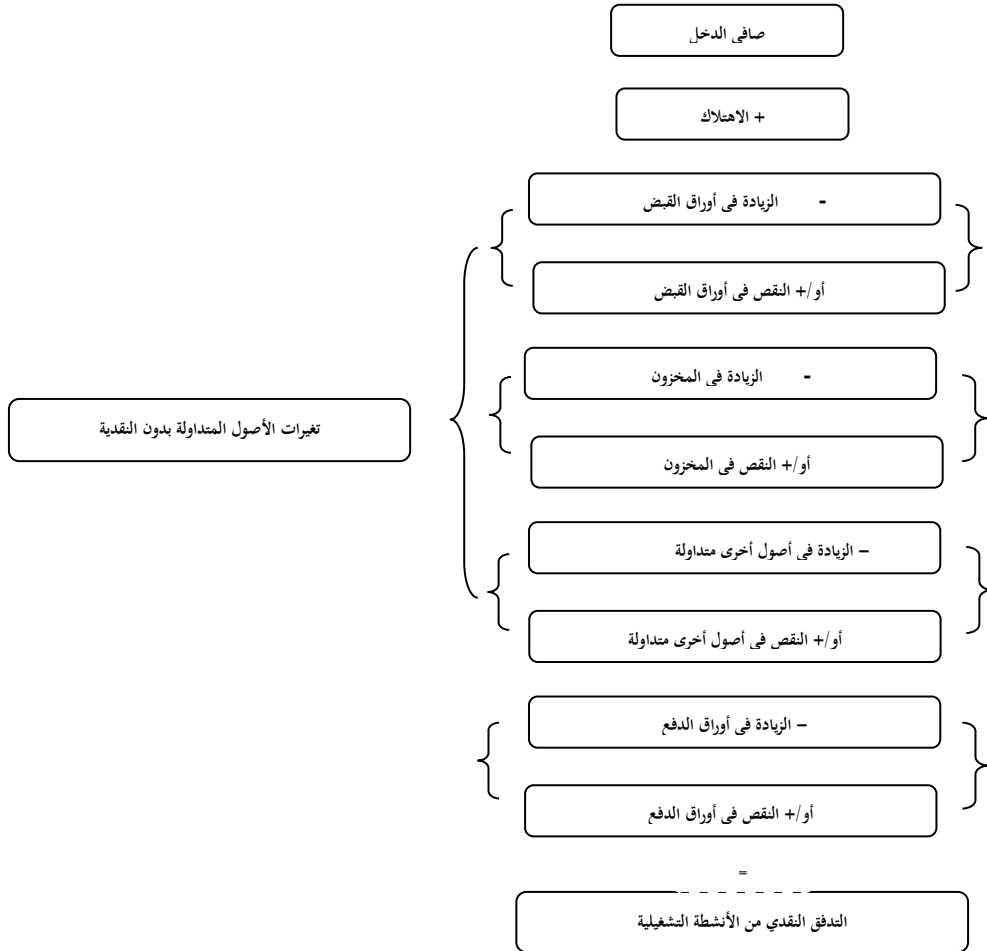 صافى الدخل
+ الاهتلاك
- الزيادة فى أوراق القبض
أو/+ النقص فى أوراق القبض
- الزيادة فى المخزون
تغيرات الأصول المتداولة بدون النقدية
أو/+ النقص فى المخزون
– الزيادة فى أصول أخرى متداولة
أو/+ النقص فى أصول أخرى متداولة
– الزيادة فى أوراق الدفع
أو/+ النقص فى أوراق الدفع
=
التدفق النقدي من الأنشطة التشغيلية